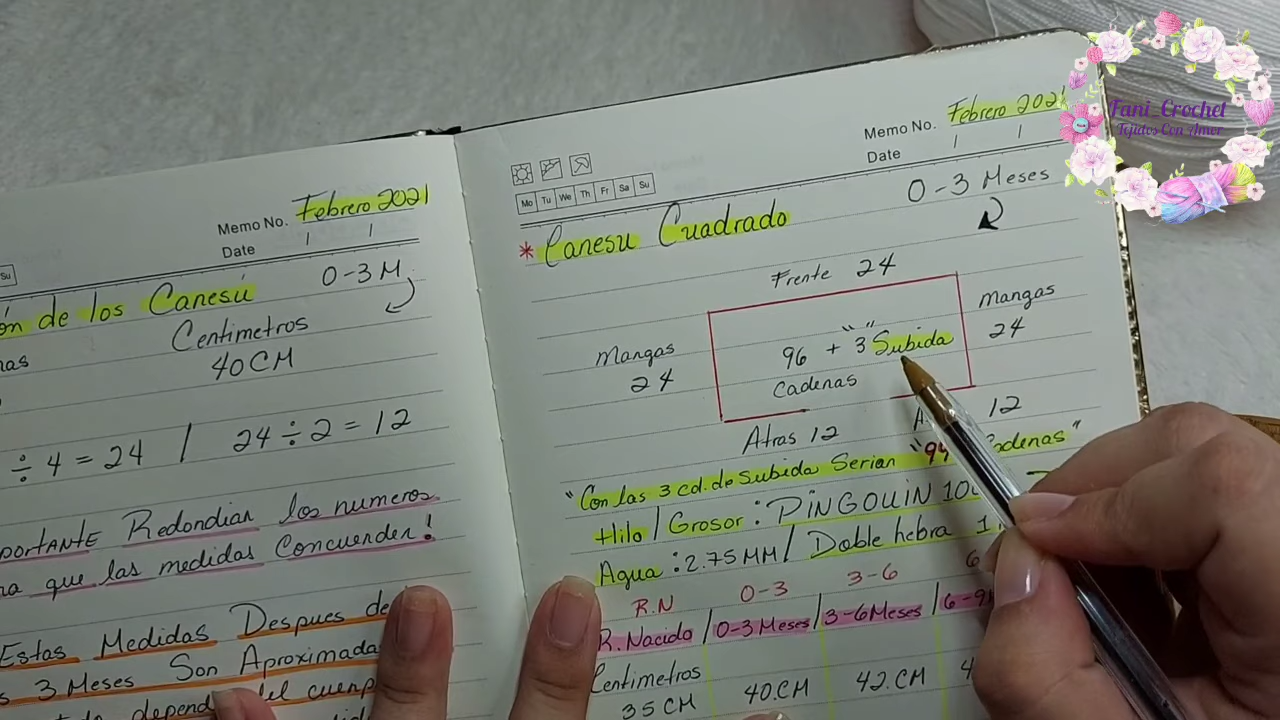 Su
Memo No. Febrero 2021
Date / /
ón de los Canesú
0-3 M
Centimetros
40 CM
÷ 4 = 24 / 24 ÷ 2 = 12
Redondiar los numeros
que las medidas Concuerden!
Estas Medidas Despues de
3 Meses Son Aproximada
Fani_Crochet
Tejidos Con Amor
Memo No. Febrero 2021
Date / /
Mo Tu We Th Fr Sa Su
0-3 Meses
* Canesu Cuadrado
Frente 24
Mangas
24
96 + "3" Subida
Cadenas
Mangas
24
Atras 12
12
"Con las 3 cd. de Subida Serian
Hilo / Grosor: PiNGOUiN
Agua: 2.75 MM / Doble hebra
R.N 0-3 3-6
R. Nacido / 0-3 Meses / 3-6 Meses /
Centimetros
35 CM 40.CM 42.CM